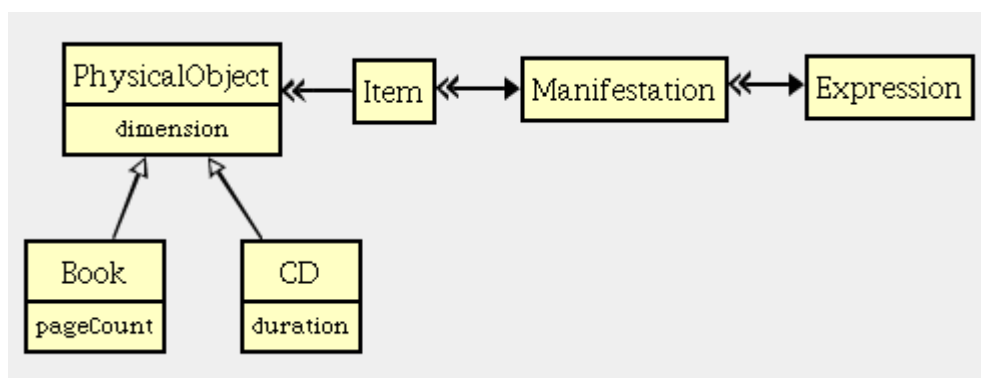 PhysicalObject
dimension
Item
Manifestation
Expression
Book
pageCount
CD
duration